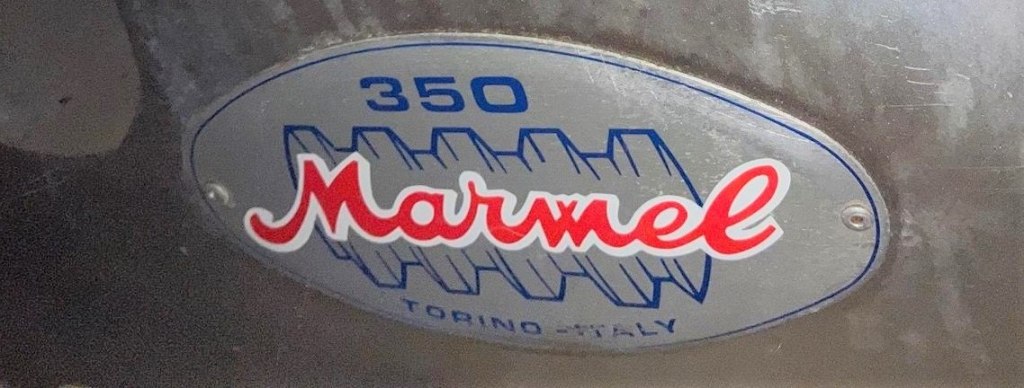 350
Marmel
TORINO - ITALY